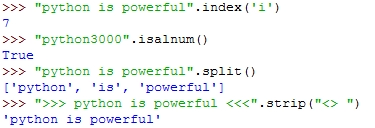 >>> "python is powerful".index('i')
7
>>> "python3000".isalnum()
True
>>> "python is powerful".split()
['python', 'is', 'powerful']
>>> ">>> python is powerful <<<".strip("<> ")
'python is powerful'